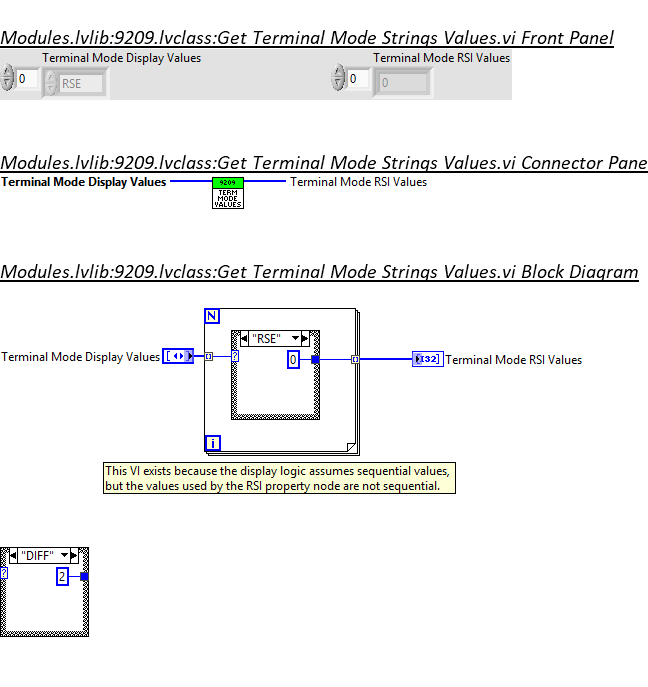 Modules.lvlib:9209.lvclass:Get Terminal Mode Strings Values.vi Front Panel
Terminal Mode Display Values
Terminal Mode RSI Values
0
RSE
0
0
Modules.lvlib:9209.lvclass:Get Terminal Mode Strings Values.vi Connector Pane
Terminal Mode Display Values
9209
TERM
MODE
VALUES
Terminal Mode RSI Values
Modules.lvlib:9209.lvclass:Get Terminal Mode Strings Values.vi Block Diagram
N
"RSE"
Terminal Mode Display Values
?
0
I32
Terminal Mode RSI Values
i
This VI exists because the display logic assumes sequential values,
but the values used by the RSI property node are not sequential.
"DIFF"
?
2